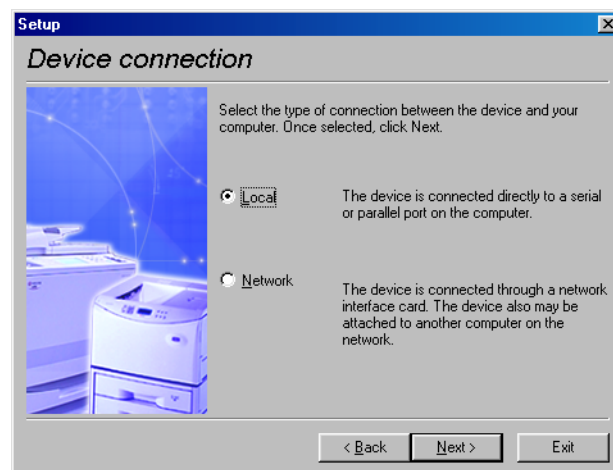 Setup
Device connection
Select the type of connection between the device and your
computer. Once selected, click Next.
Local
The device is connected directly to a serial
or parallel port on the computer.
Network
The device is connected through a network
interface card. The device also may be
attached to another computer on the
network.
< Back
Next >
Exit